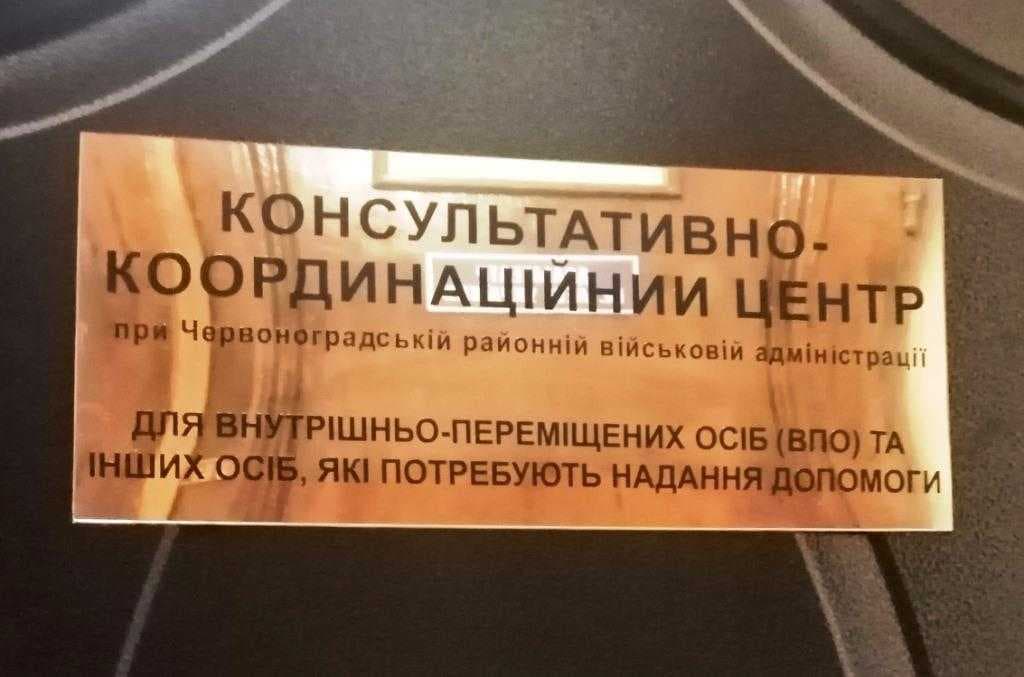 КОНСУЛЬТАТИВНО-
КООРДИНАЦІЙНИЙ ЦЕНТР
при Червоноградській районній військовій адміністрації
ДЛЯ ВНУТРІШНЬО-ПЕРЕМІЩЕНИХ ОСІБ (ВПО) ТА
ІНШИХ ОСІБ, ЯКІ ПОТРЕБУЮТЬ НАДАННЯ ДОПОМОГИ